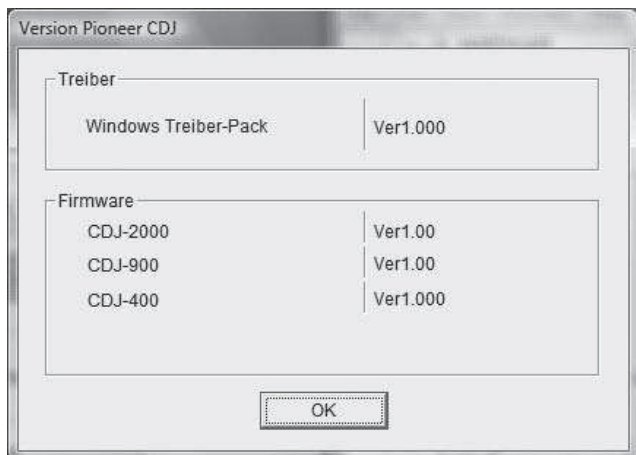 Version Pioneer CDJ
Treiber
Windows Treiber-Pack Ver1.000
Firmware
CDJ-2000 Ver1.00
CDJ-900 Ver1.00
CDJ-400 Ver1.000
OK